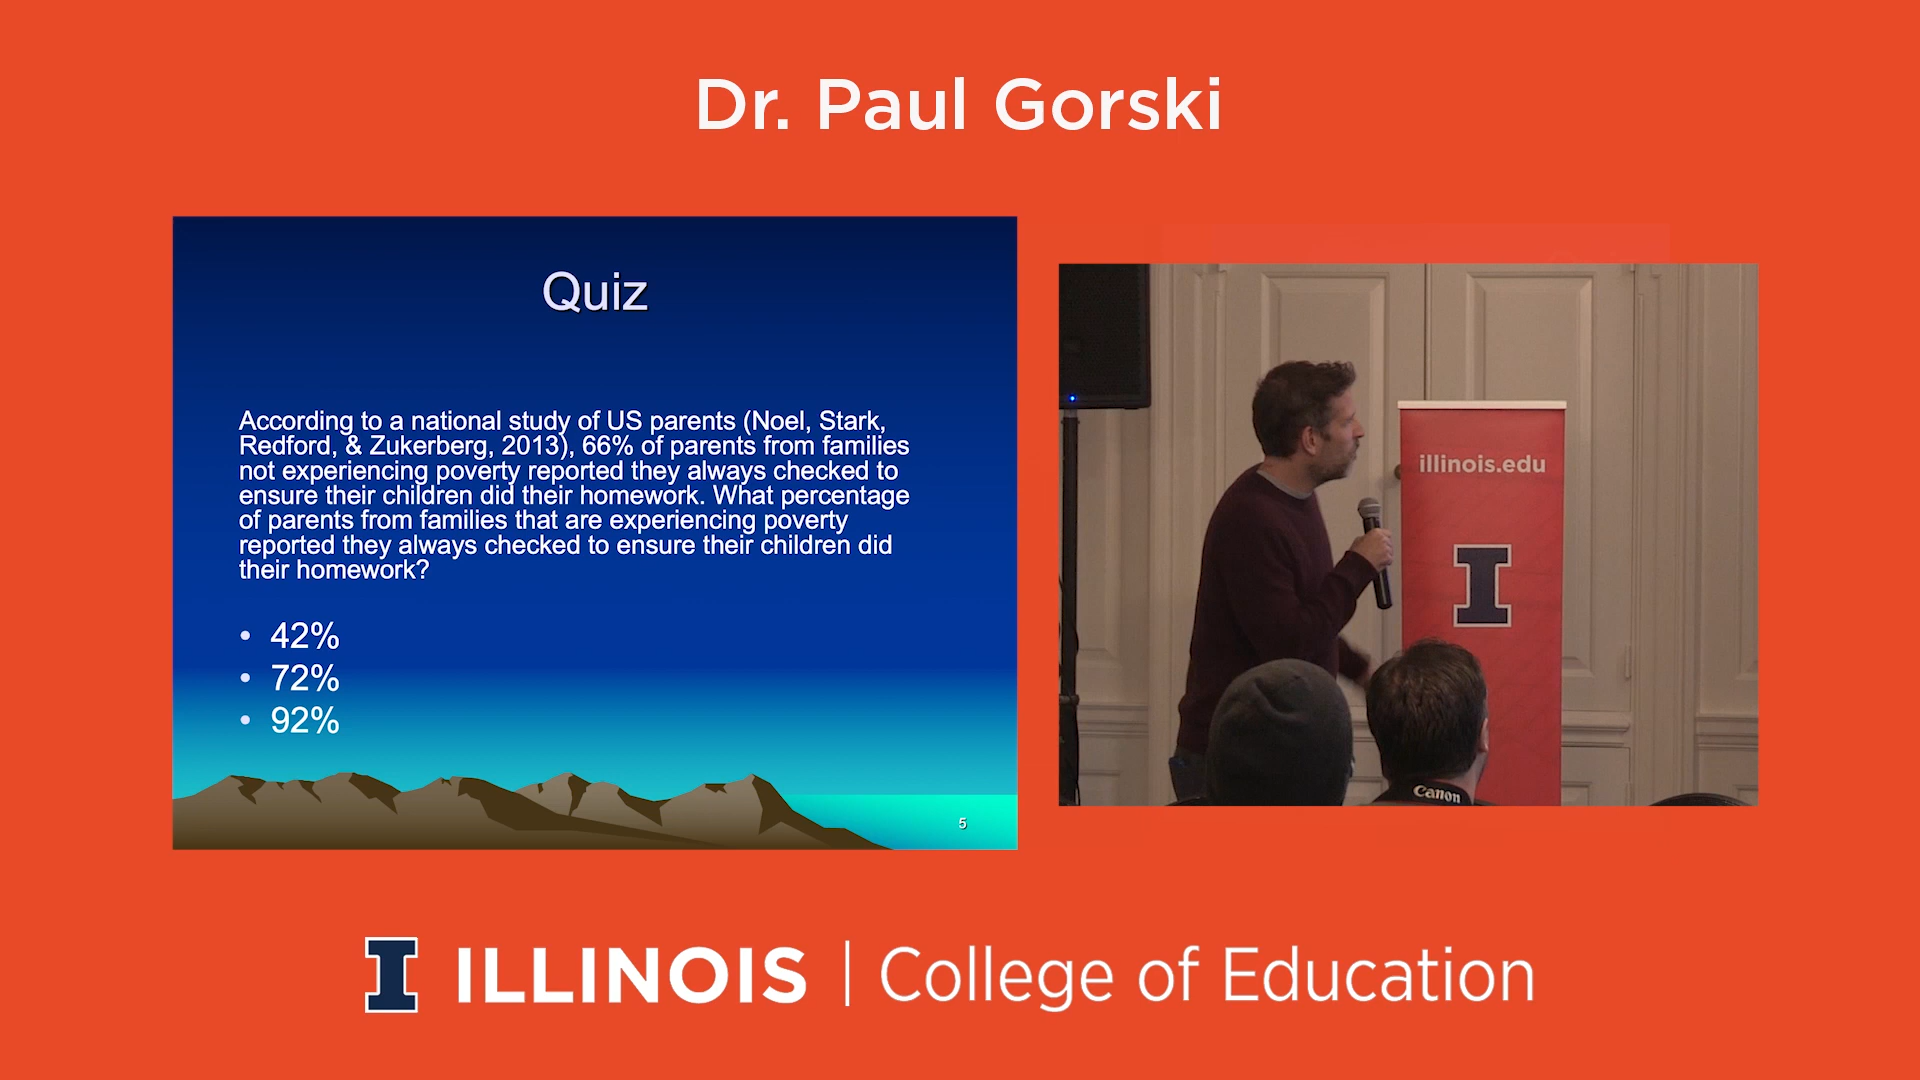 Dr. Paul Gorski
Quiz
According to a national study of US parents (Noel, Stark,
Redford, & Zukerberg, 2013), 66% of parents from families
not experiencing poverty reported they always checked to
ensure their children did their homework. What percentage
of parents from families that are experiencing poverty
reported they always checked to ensure their children did
their homework?
• 42%
• 72%
• 92%
5
illinois.edu
I
Canon
I ILLINOIS | College of Education